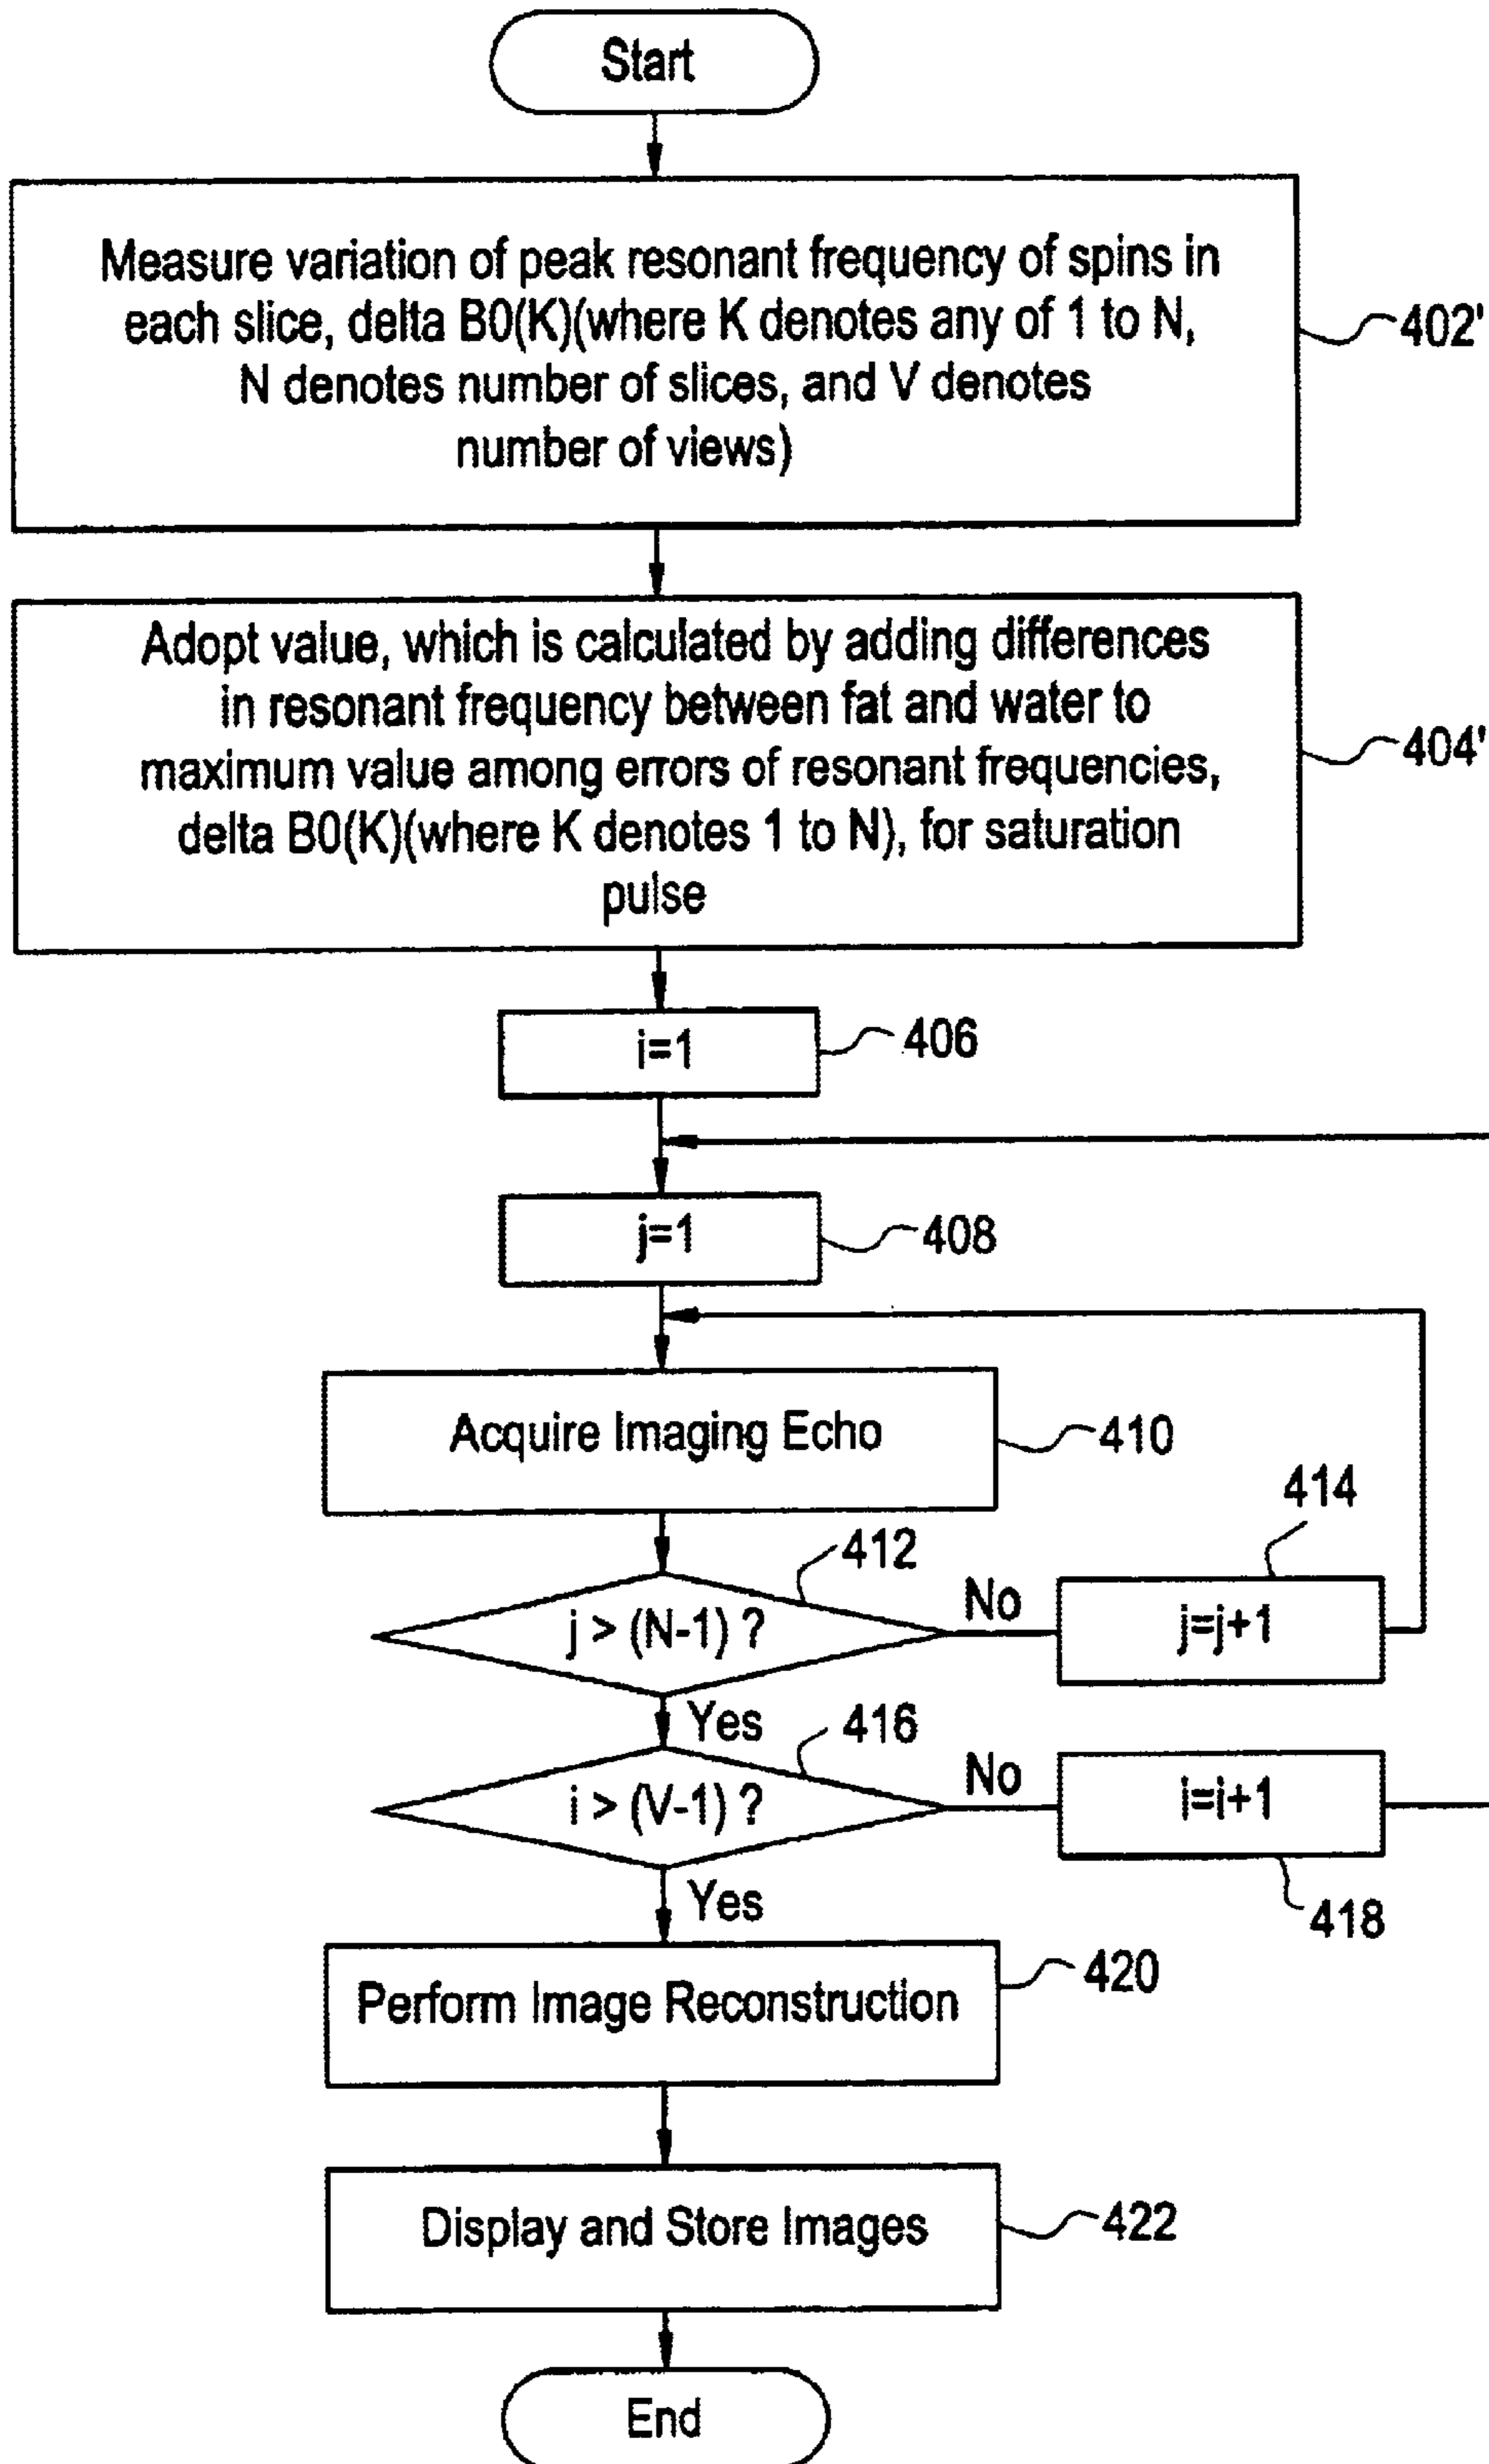 Start
Measure variation of peak resonant frequency of spins in
each slice, delta B0(K)(where K denotes any of 1 to N,
N denotes number of slices, and V denotes
number of views)
402'
Adopt value, which is calculated by adding differences
in resonant frequency between fat and water to
maximum value among errors of resonant frequencies,
delta B0(K)(where K denotes 1 to N), for saturation
pulse
404'
i=1
406
j=1
408
Acquire Imaging Echo
410
j > (N-1) ?
412
No
j=j+1
414
Yes
i > (V-1) ?
416
No
i=i+1
418
Yes
Perform Image Reconstruction
420
Display and Store Images
422
End